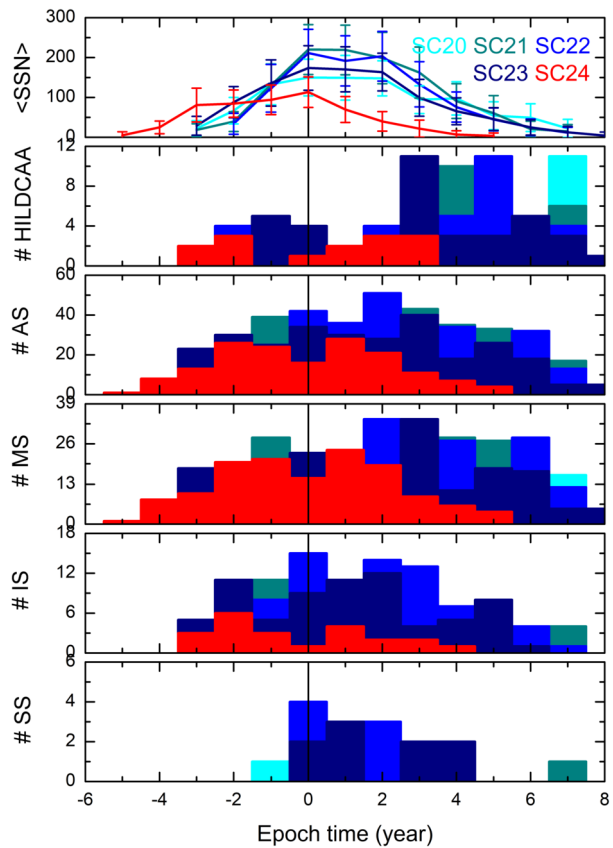 300
200
100
0
<SSN>
SC20 SC21 SC22
SC23 SC24
12
8
4
0
# HILDCAA
60
40
20
0
# AS
39
26
13
0
# MS
18
12
6
0
# IS
6
4
2
0
# SS
-6 -4 -2 0 2 4 6 8
Epoch time (year)